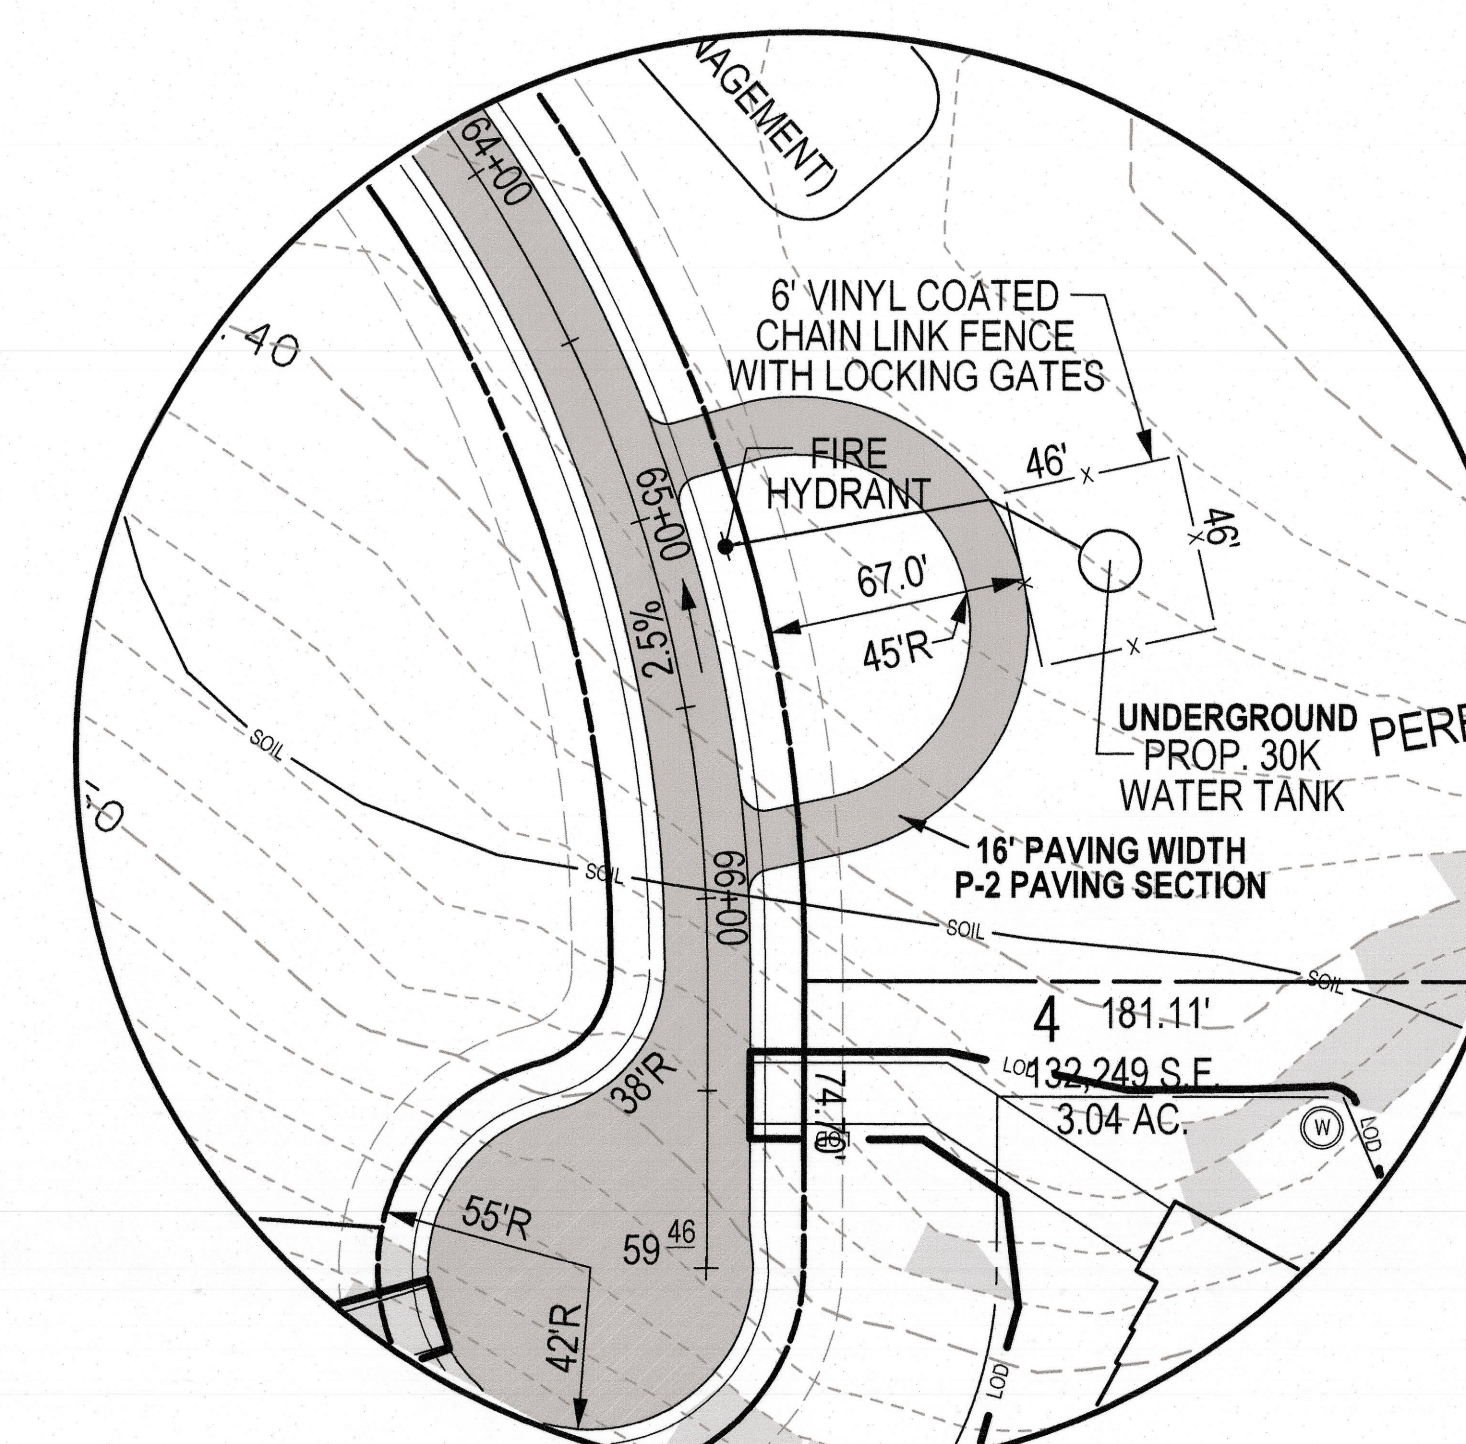 NAGEMENT)
64+00
6' VINYL COATED
CHAIN LINK FENCE
WITH LOCKING GATES
40
FIRE
HYDRANT
46'
46'
65+00
67.0'
2.5%
45'R
UNDERGROUND
PROP. 30K
WATER TANK
PERF
SOIL
16' PAVING WIDTH
P-2 PAVING SECTION
66+00
SOIL
SOIL
SOIL
4 181.11'
132,249 S.F.
3.04 AC.
LOD
38'R
74.70'
LOD
W
LOD
55'R
59 46
42'R
LOD